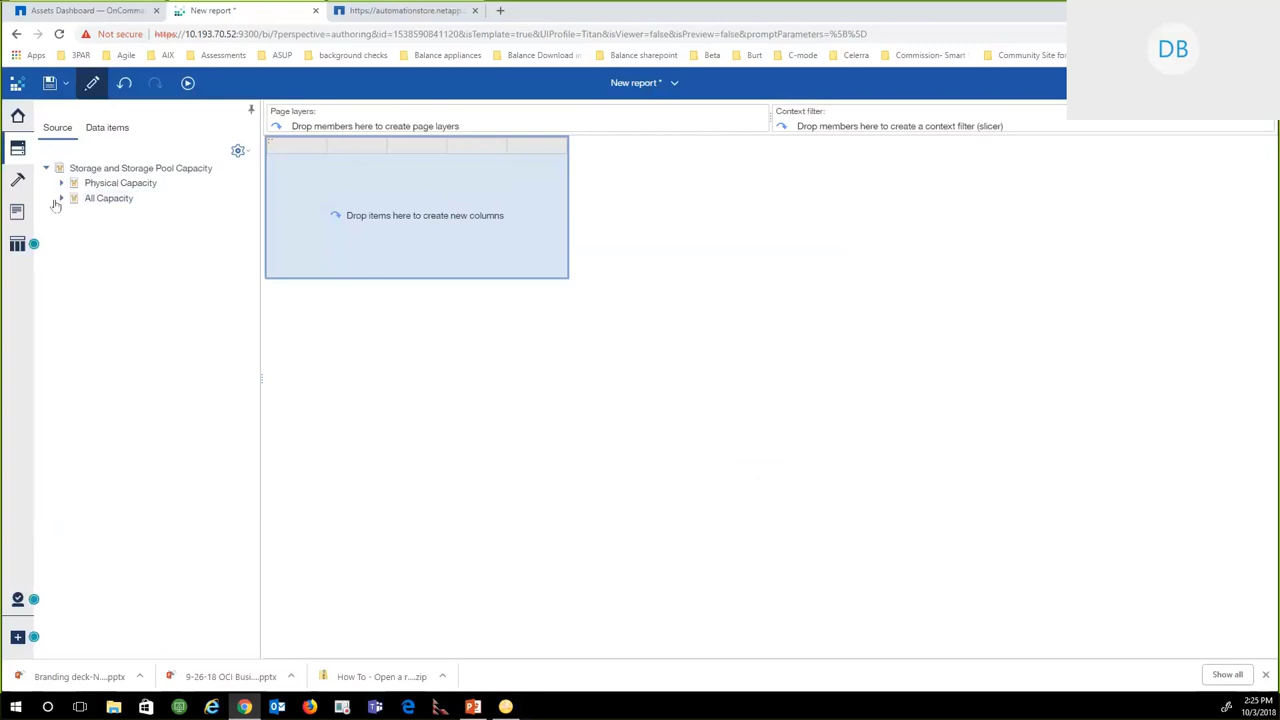 Assets Dashboard — OnComma
New report *
https://automationstore.netapp.c
Not secure
https://10.193.70.52:9300/bi/?perspective=authoring&id=1538590841120&isTemplate=true&UIProfile=Titan&isViewer=false&isPreview=false&promptParameters=%5B%5D
Apps
3PAR
Agile
AIX
Assessments
ASUP
background checks
Balance appliances
Balance Download in
Balance sharepoint
Beta
Burt
C-mode
Celerra
Commission- Smart
Community Site for
DB
New report *
Page layers:
Drop members here to create page layers
Context filter:
Drop members here to create a context filter (slicer)
Source
Data items
Storage and Storage Pool Capacity
Physical Capacity
All Capacity
Drop items here to create new columns
Branding deck-N....pptx
9-26-18 OCI Busi....pptx
How To - Open a r....zip
Show all
2:25 PM
10/3/2018